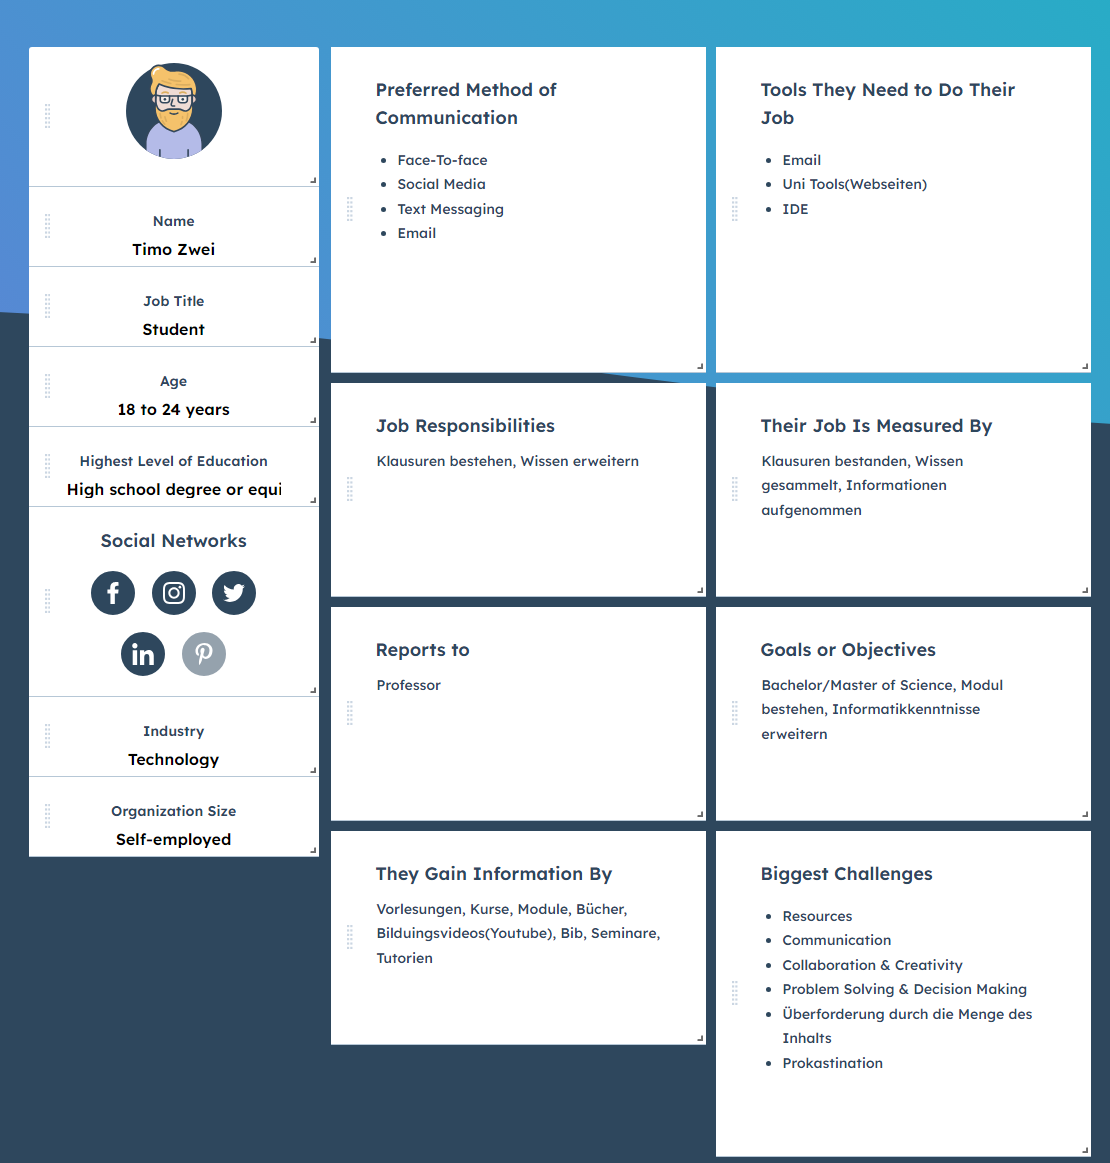 Name
Timo Zwei
Job Title
Student
Age
18 to 24 years
Highest Level of Education
High school degree or equi
Social Networks
Industry
Technology
Organization Size
Self-employed
Preferred Method of
Communication
Face-To-face
Social Media
Text Messaging
Email
Tools They Need to Do Their
Job
Email
Uni Tools(Webseiten)
IDE
Job Responsibilities
Klausuren bestehen, Wissen erweitern
Their Job Is Measured By
Klausuren bestanden, Wissen
gesammelt, Informationen
aufgenommen
Reports to
Professor
Goals or Objectives
Bachelor/Master of Science, Modul
bestehen, Informatikkenntnisse
erweitern
They Gain Information By
Vorlesungen, Kurse, Module, Bücher,
Bilduingsvideos(Youtube), Bib, Seminare,
Tutorien
Biggest Challenges
Resources
Communication
Collaboration & Creativity
Problem Solving & Decision Making
Überforderung durch die Menge des
Inhalts
Prokastination